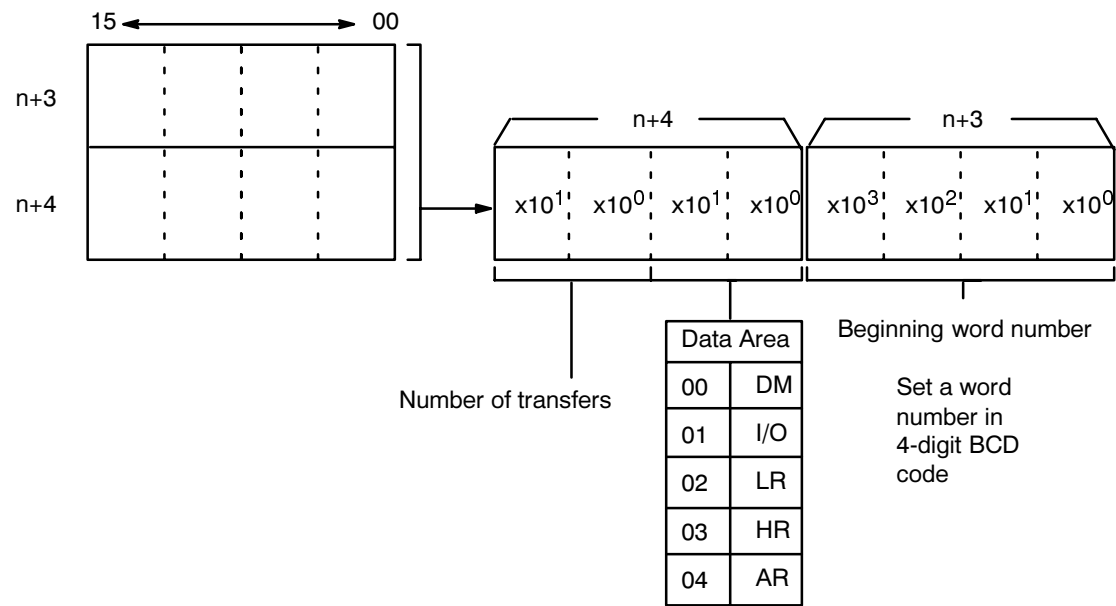 15 00
n+3
n+4
n+4 n+3
x10¹ x10⁰ x10¹ x10⁰ x10³ x10² x10¹ x10⁰
Number of transfers
Data Area
00 DM
01 I/O
02 LR
03 HR
04 AR
Beginning word number
Set a word
number in
4-digit BCD
code